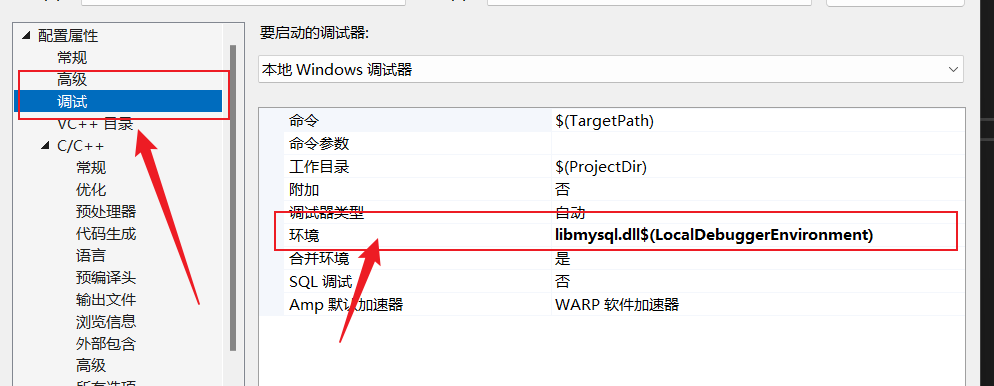 配置属性
常规
高级
调试
VC++ 目录
C/C++
常规
优化
预处理器
代码生成
语言
预编译头
输出文件
浏览信息
外部包含
高级
所有选项
要启动的调试器:
本地 Windows 调试器
命令 $(TargetPath)
命令参数
工作目录 $(ProjectDir)
附加 否
调试器类型 自动
环境 libmysql.dll$(LocalDebuggerEnvironment)
合并环境 是
SQL 调试 否
Amp 默认加速器 WARP 软件加速器